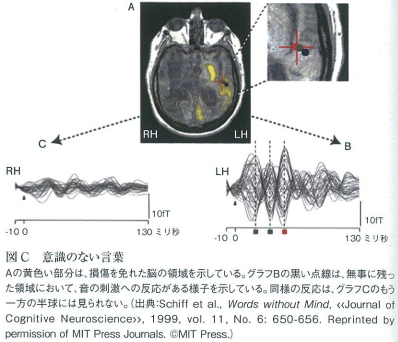 A
RH
LH
C
B
RH
LH
10fT
10fT
-10 0
130 ミリ秒
-10 0
130 ミリ秒
図C 意識のない言葉
Aの黄色い部分は、損傷を免れた脳の領域を示している。グラフBの黒い点線は、無事に残っ
た領域において、音の刺激への反応がある様子を示している。同様の反応は、グラフCのもう
一方の半球には見られない。(出典:Schiff et al., Words without Mind, ‹‹Journal of
Cognitive Neuroscience››, 1999, vol. 11, No. 6: 650-656. Reprinted by
permission of MIT Press Journals. ©MIT Press.)